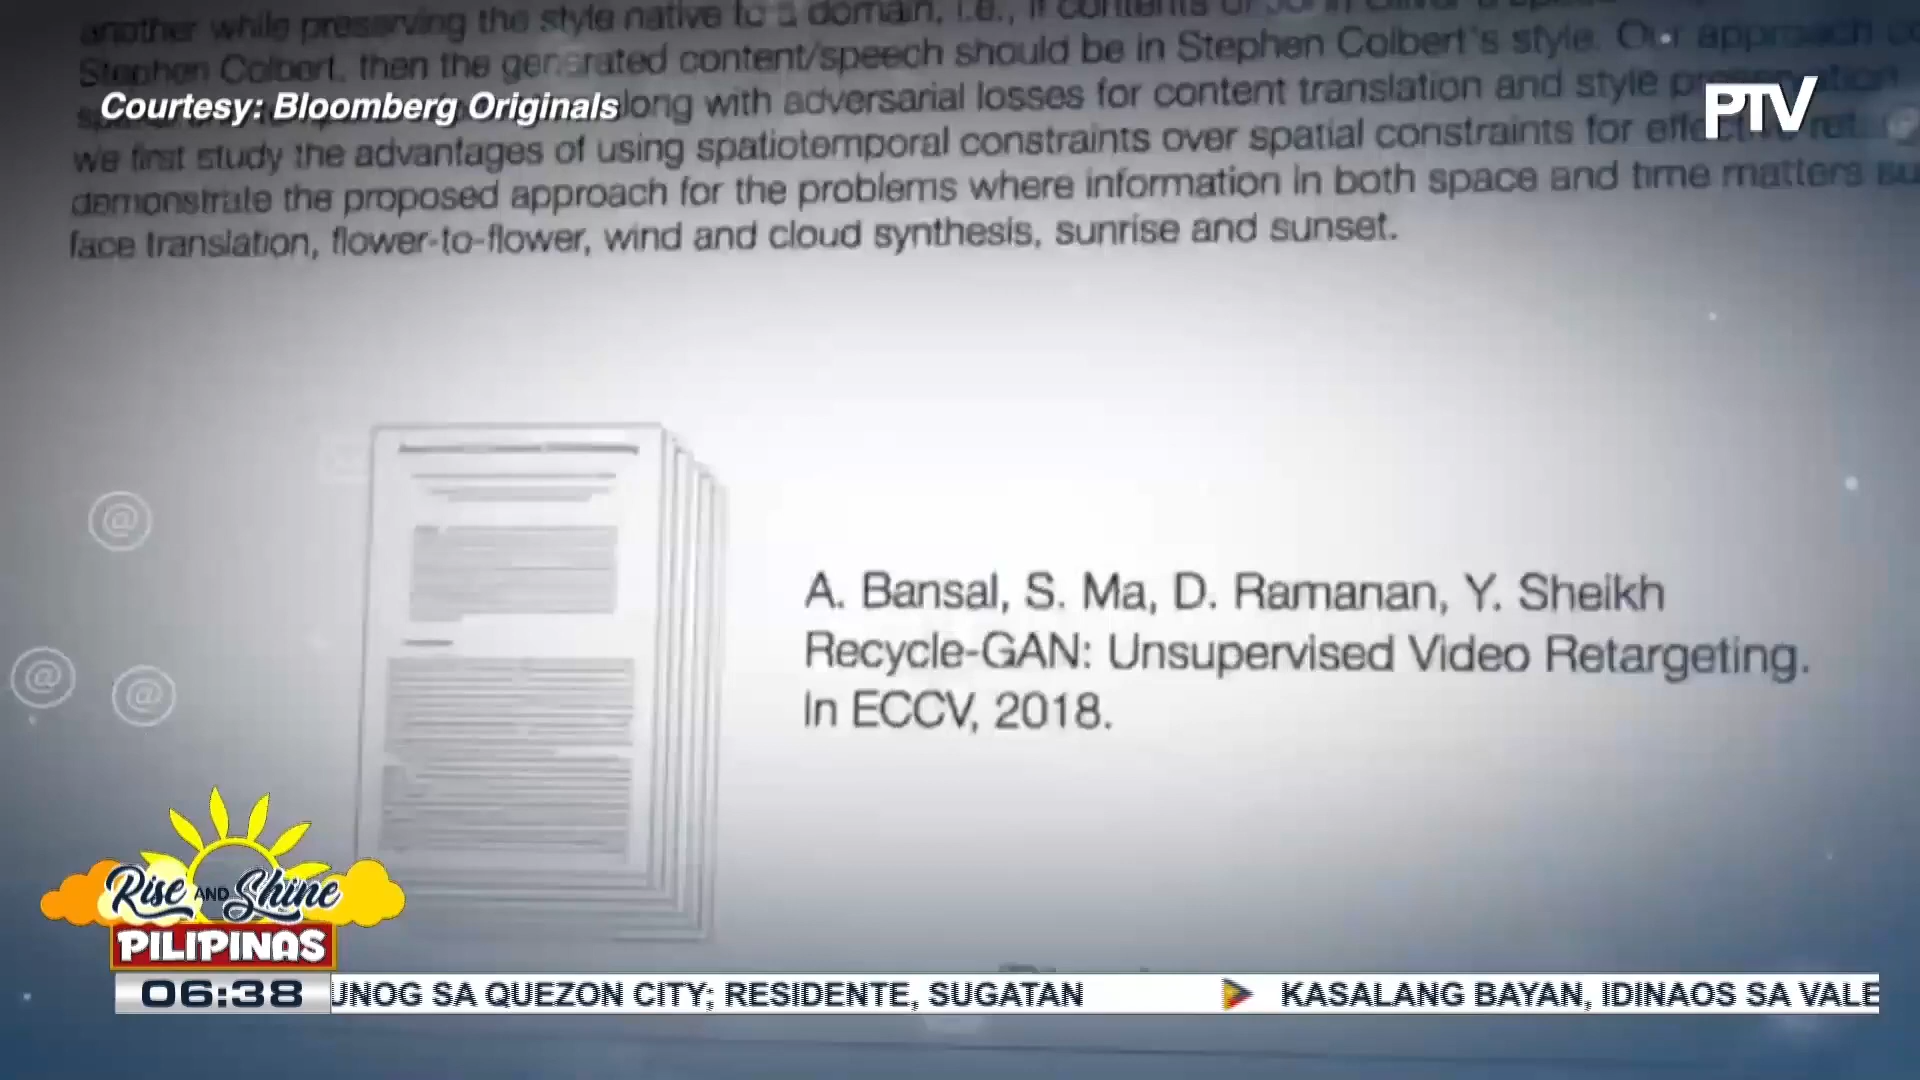 another while preserving the style native to a domain, i.e., if contents of
Stephen Colbert, then the generated content/speech should be in Stephen Colbert's style. Our approach
Courtesy: Bloomberg Originals
along with adversarial losses for content translation and style preservation
PTV
we first study the advantages of using spatiotemporal constraints over spatial constraints for effective
demonstrate the proposed approach for the problems where information in both space and time matters su
face translation, flower-to-flower, wind and cloud synthesis, sunrise and sunset.
@
@
@
A. Bansal, S. Ma, D. Ramanan, Y. Sheikh
Recycle-GAN: Unsupervised Video Retargeting.
In ECCV, 2018.
Rise AND Shine
PILIPINAS
06:38
UNOG SA QUEZON CITY; RESIDENTE, SUGATAN
KASALANG BAYAN, IDINAOS SA VALE